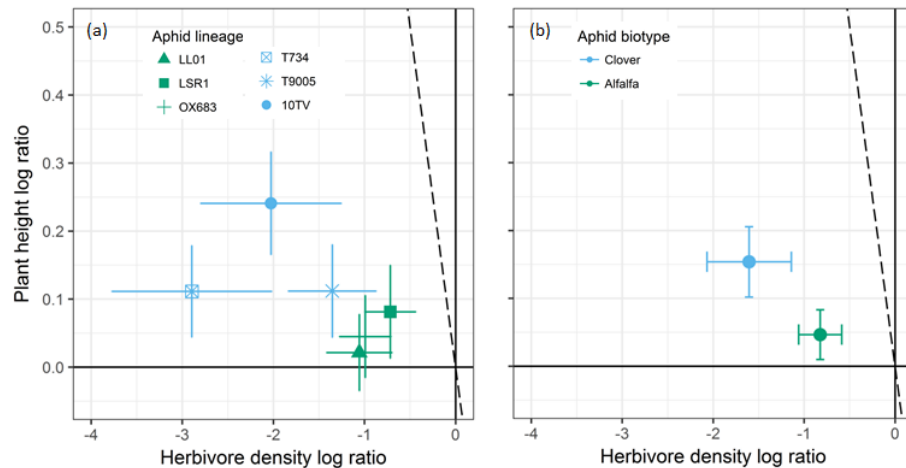 (a)
Aphid lineage
LL01
LSR1
OX683
T734
T9005
10TV
0.5
0.4
0.3
0.2
0.1
0.0
Plant height log ratio
-4
-3
-2
-1
0
Herbivore density log ratio
(b)
Aphid biotype
Clover
Alfalfa
-4
-3
-2
-1
0
Herbivore density log ratio